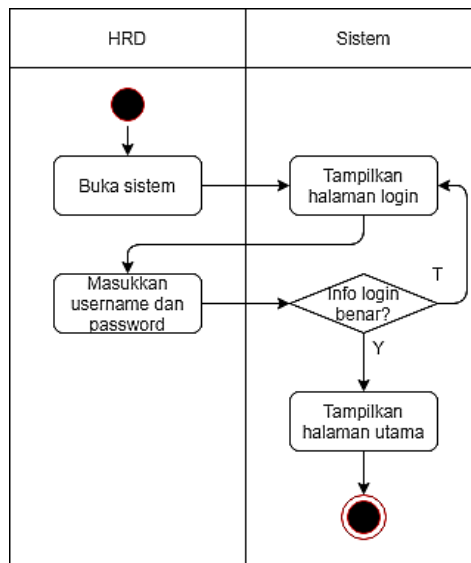 HRD
Sistem
Buka sistem
Tampilkan
halaman login
Masukkan
username dan
password
Info login
benar?
T
Y
Tampilkan
halaman utama